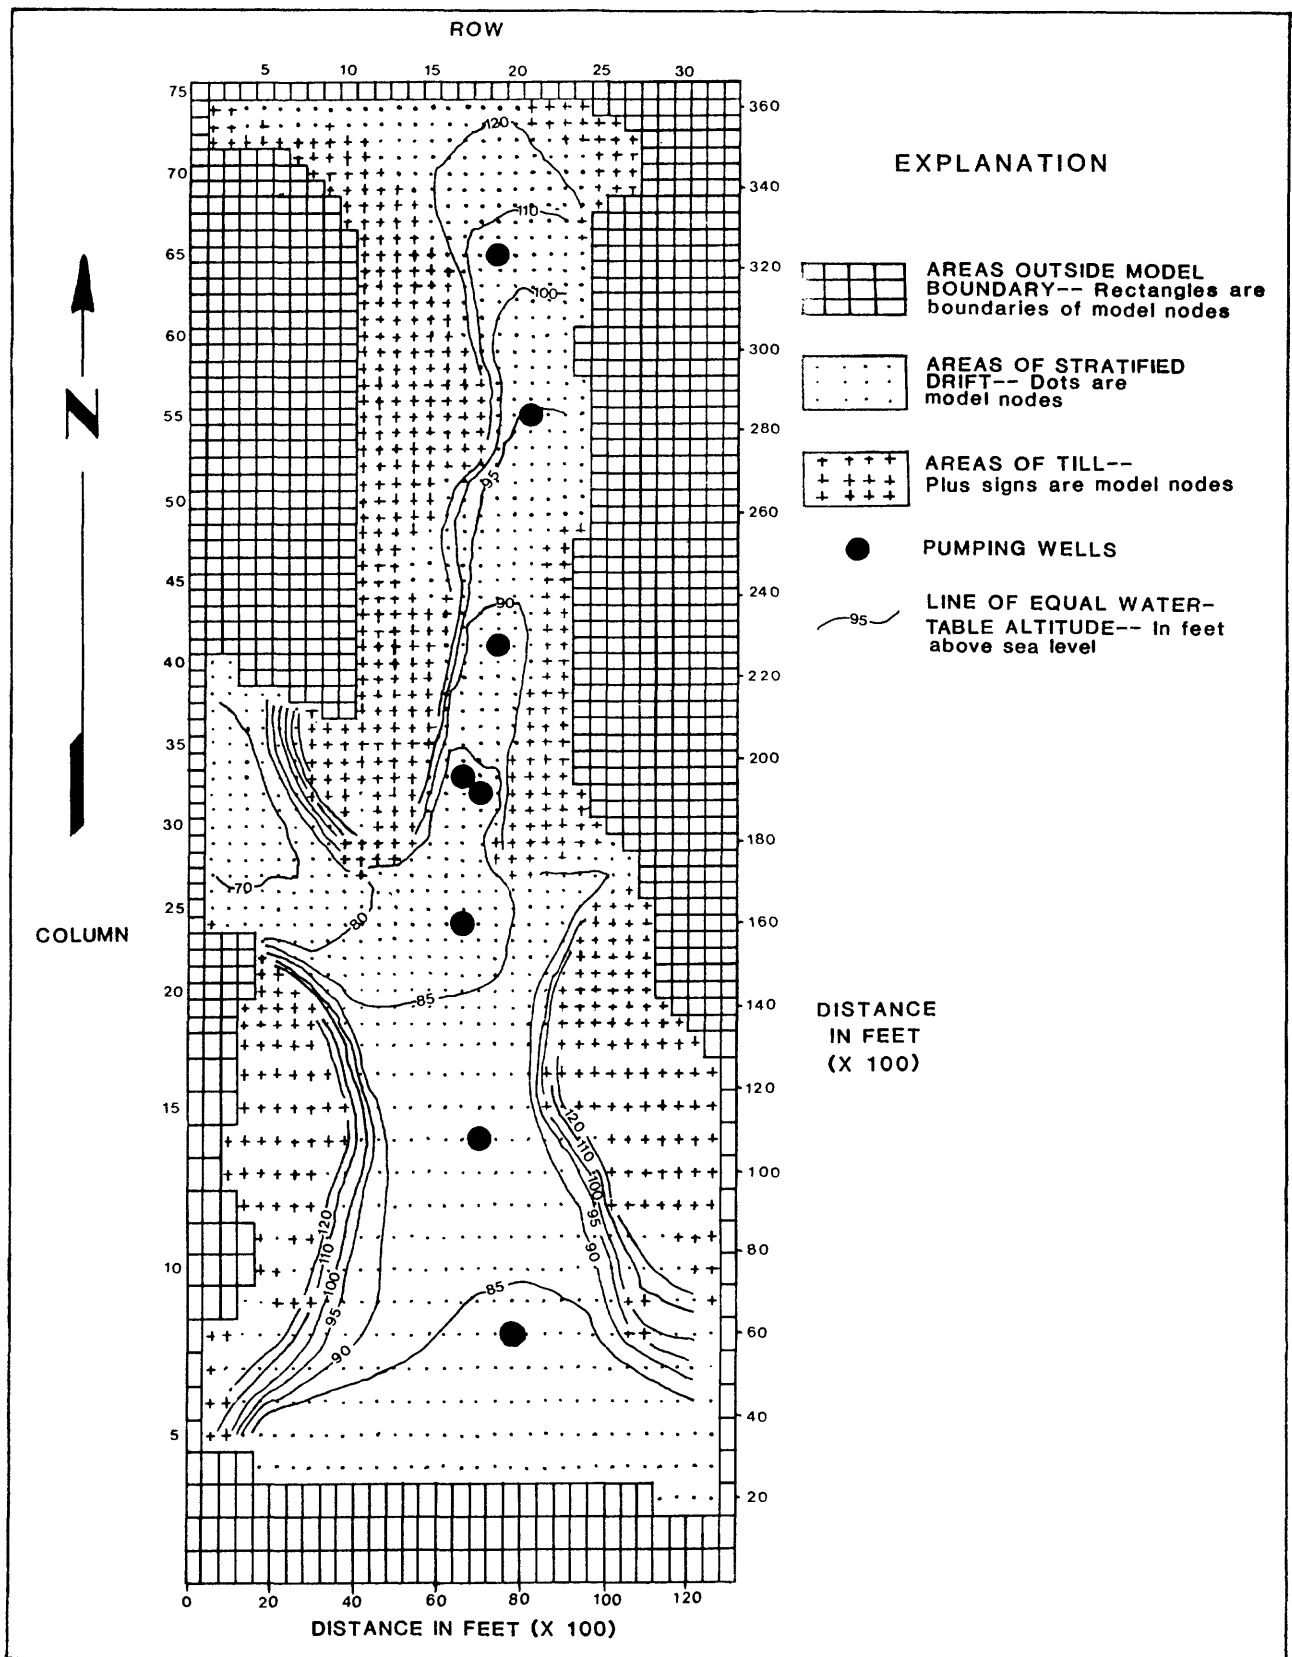 ROW
5 10 15 20 25 30
75
70
65
60
55
50
45
40
35
30
25
20
15
10
5
COLUMN
N
360
340
320
300
280
260
240
220
200
180
160
140
120
100
80
60
40
20
DISTANCE
IN FEET
(X 100)
120
110
100
95
90
70
80
85
120
110
100
95
90
120
110
100
95
90
85
0 20 40 60 80 100 120
DISTANCE IN FEET (X 100)
EXPLANATION
AREAS OUTSIDE MODEL
BOUNDARY-- Rectangles are
boundaries of model nodes
AREAS OF STRATIFIED
DRIFT-- Dots are
model nodes
AREAS OF TILL--
Plus signs are model nodes
PUMPING WELLS
95
LINE OF EQUAL WATER-
TABLE ALTITUDE-- In feet
above sea level